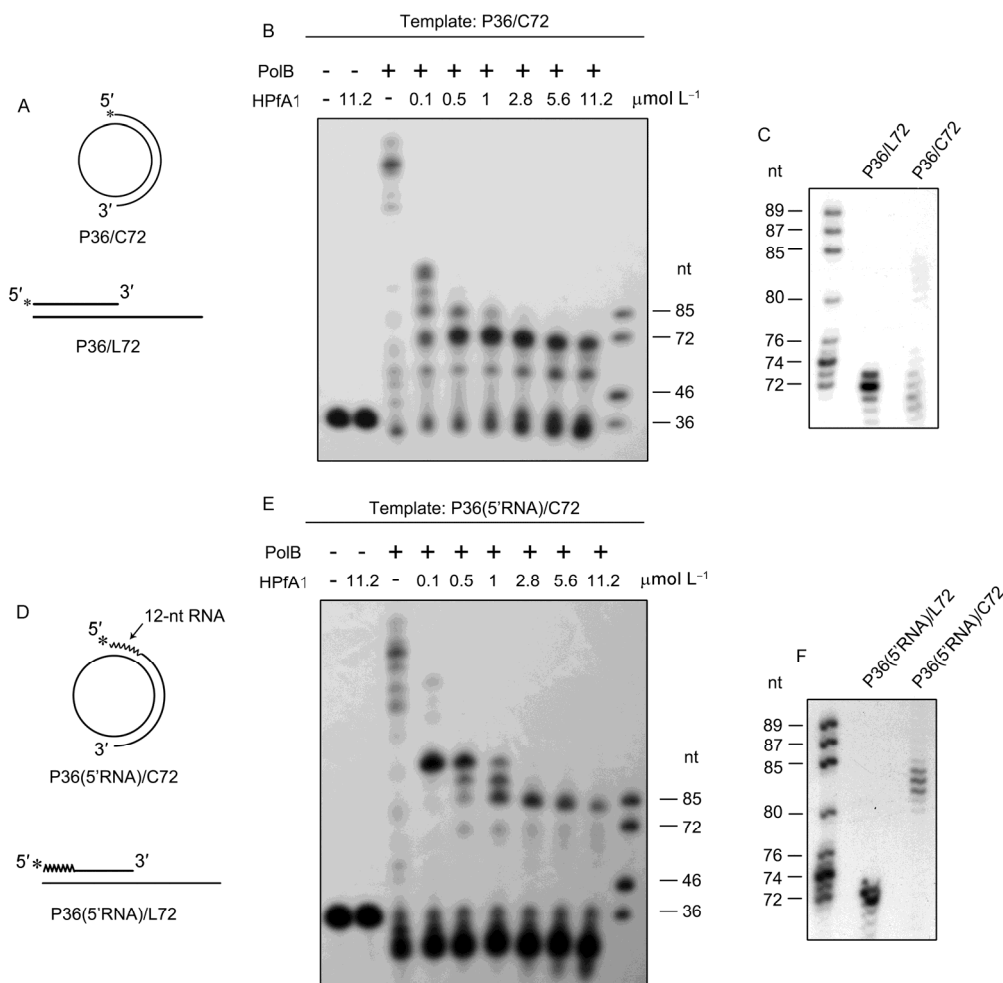 A
5′
*
3′
P36/C72
5′ * 3′
P36/L72
B
Template: P36/C72
PolB - - + + + + + + +
HPfA1 - 11.2 - 0.1 0.5 1 2.8 5.6 11.2 μmol L⁻¹
nt
85
72
46
36
C
P36/L72
P36/C72
nt
89
87
85
80
76
74
72
D
12-nt RNA
5′
*
3′
P36(5'RNA)/C72
5′ * 3′
P36(5'RNA)/L72
E
Template: P36(5'RNA)/C72
PolB - - + + + + + + +
HPfA1 - 11.2 - 0.1 0.5 1 2.8 5.6 11.2 μmol L⁻¹
nt
85
72
46
36
F
P36(5'RNA)/L72
P36(5'RNA)/C72
nt
89
87
85
80
76
74
72